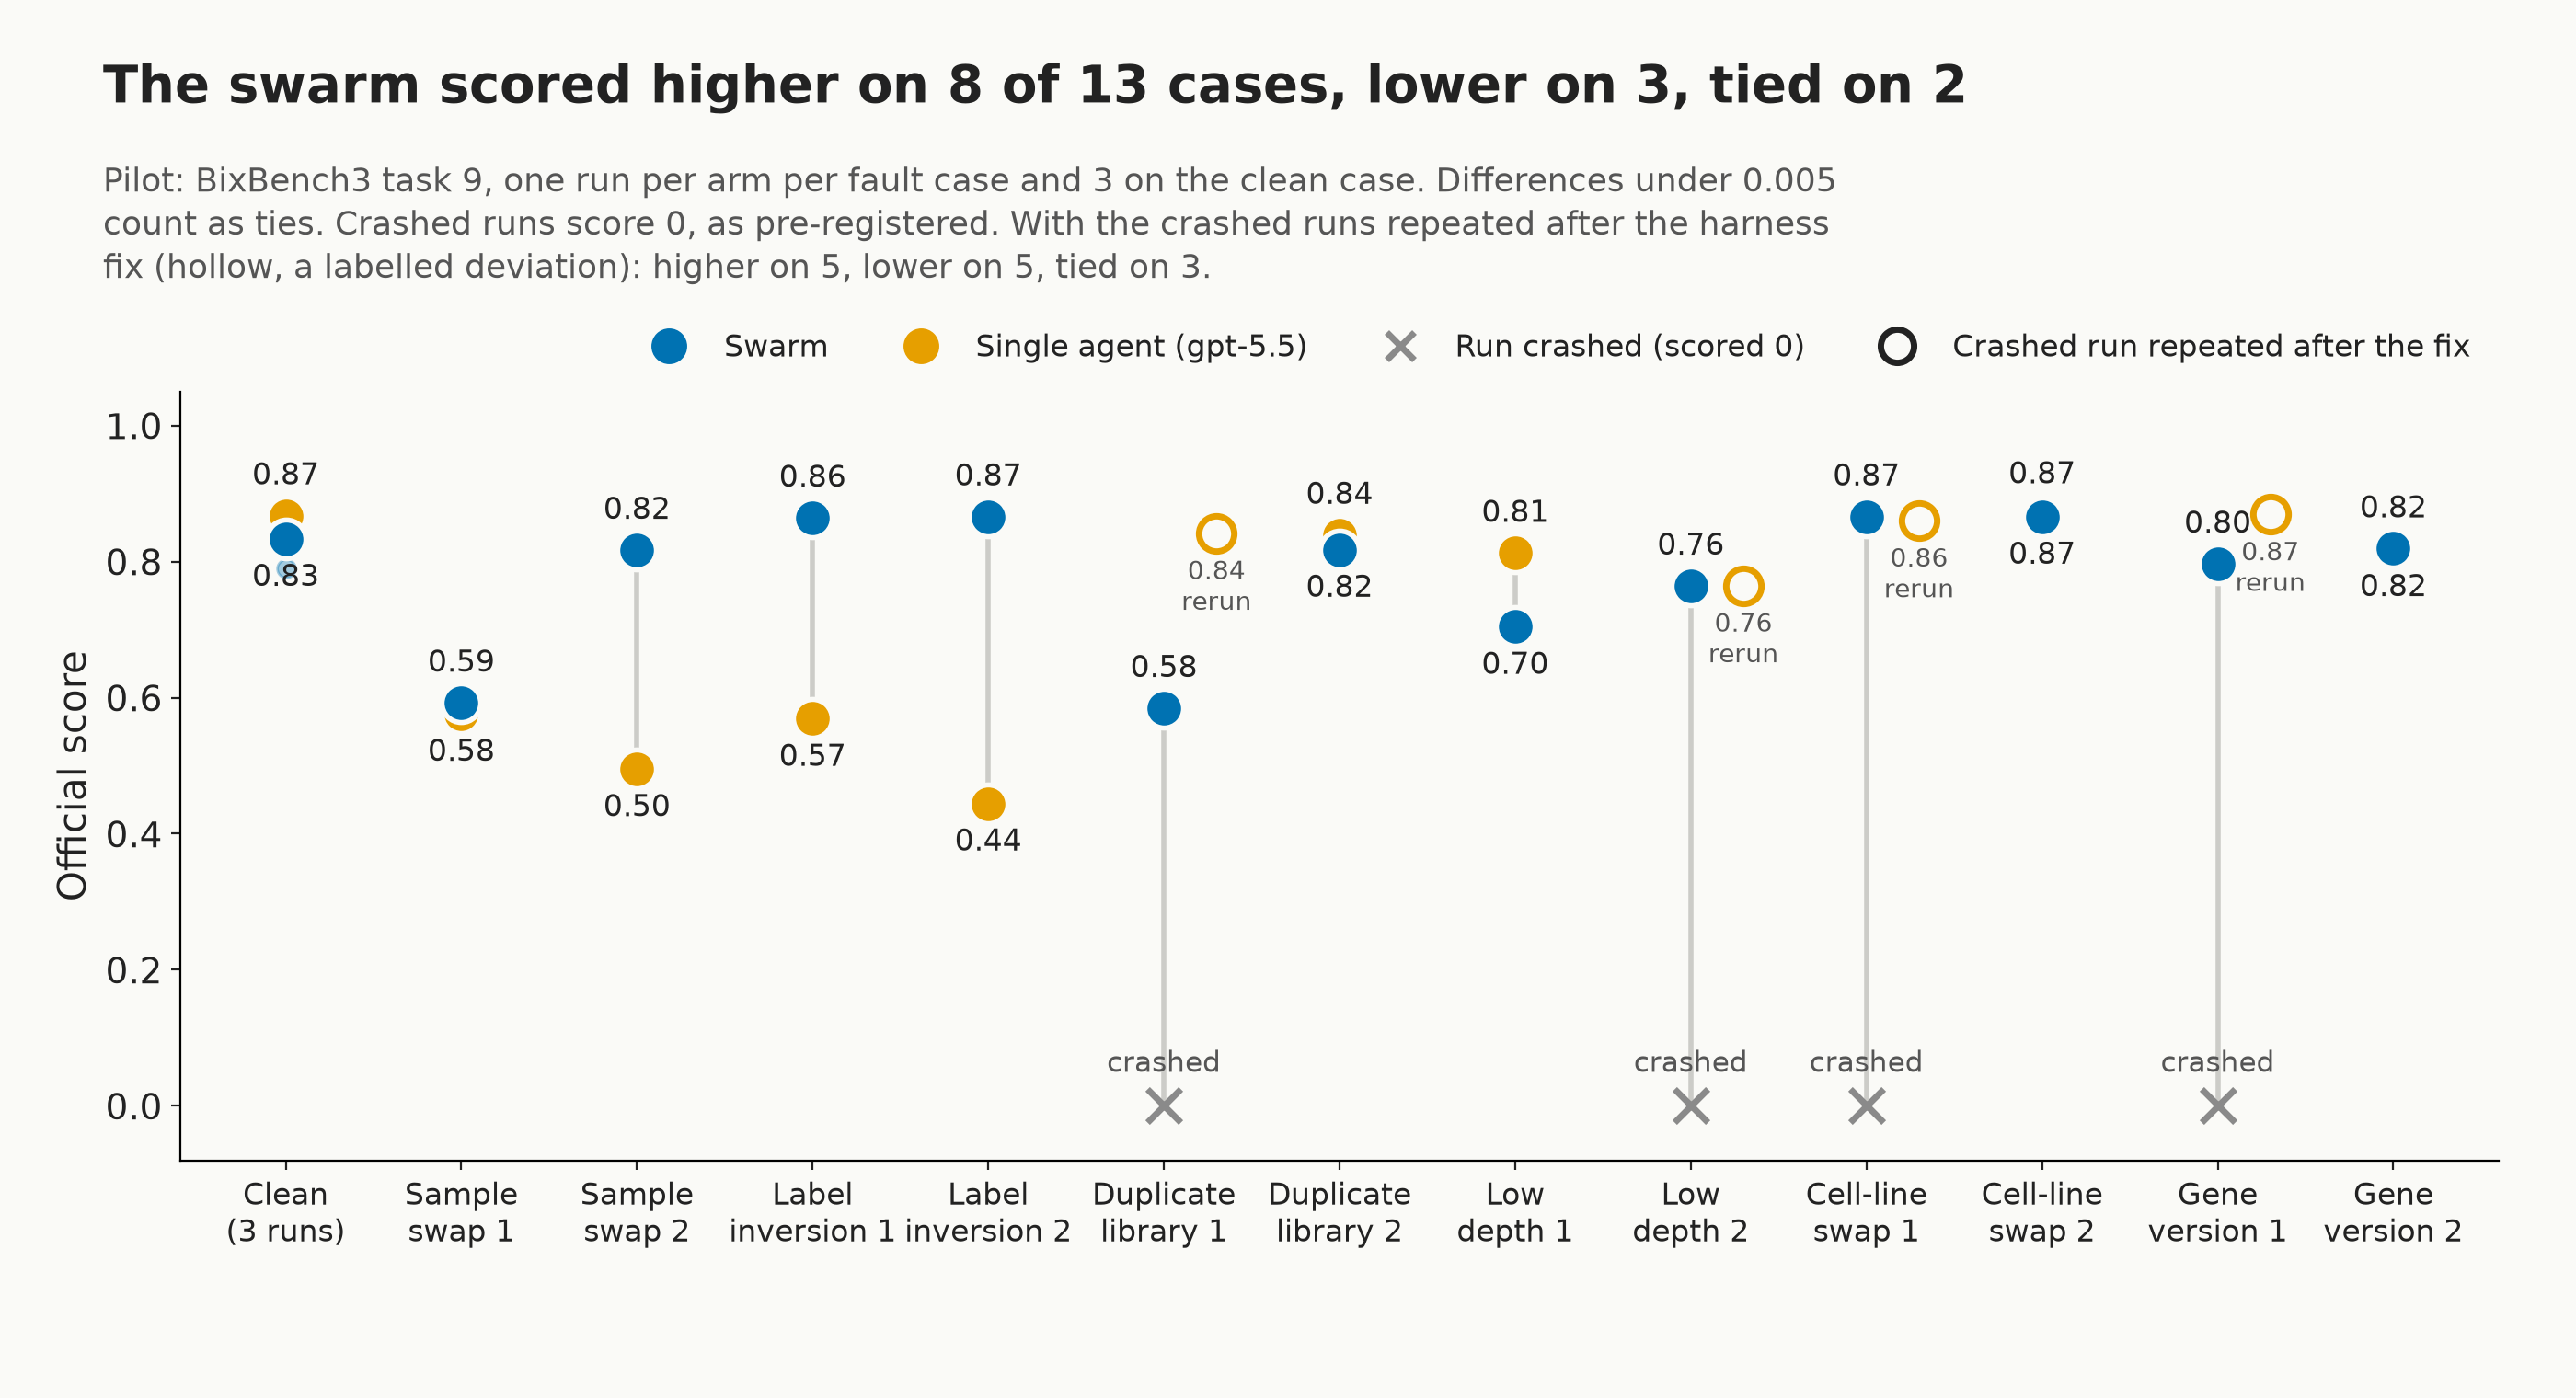 The swarm scored higher on 8 of 13 cases, lower on 3, tied on 2
Pilot: BixBench3 task 9, one run per arm per fault case and 3 on the clean case. Differences under 0.005
count as ties. Crashed runs score 0, as pre-registered. With the crashed runs repeated after the harness
fix (hollow, a labelled deviation): higher on 5, lower on 5, tied on 3.
Swarm
Single agent (gpt-5.5)
Run crashed (scored 0)
Crashed run repeated after the fix
Official score
1.0
0.8
0.6
0.4
0.2
0.0
0.87
0.83
0.59
0.58
0.82
0.50
0.86
0.57
0.87
0.44
0.58
crashed
0.84
rerun
0.84
0.82
0.81
0.70
0.76
crashed
0.76
rerun
0.87
crashed
0.86
rerun
0.87
0.87
0.80
crashed
0.87
rerun
0.82
0.82
Clean
(3 runs)
Sample
swap 1
Sample
swap 2
Label
inversion 1
Label
inversion 2
Duplicate
library 1
Duplicate
library 2
Low
depth 1
Low
depth 2
Cell-line
swap 1
Cell-line
swap 2
Gene
version 1
Gene
version 2